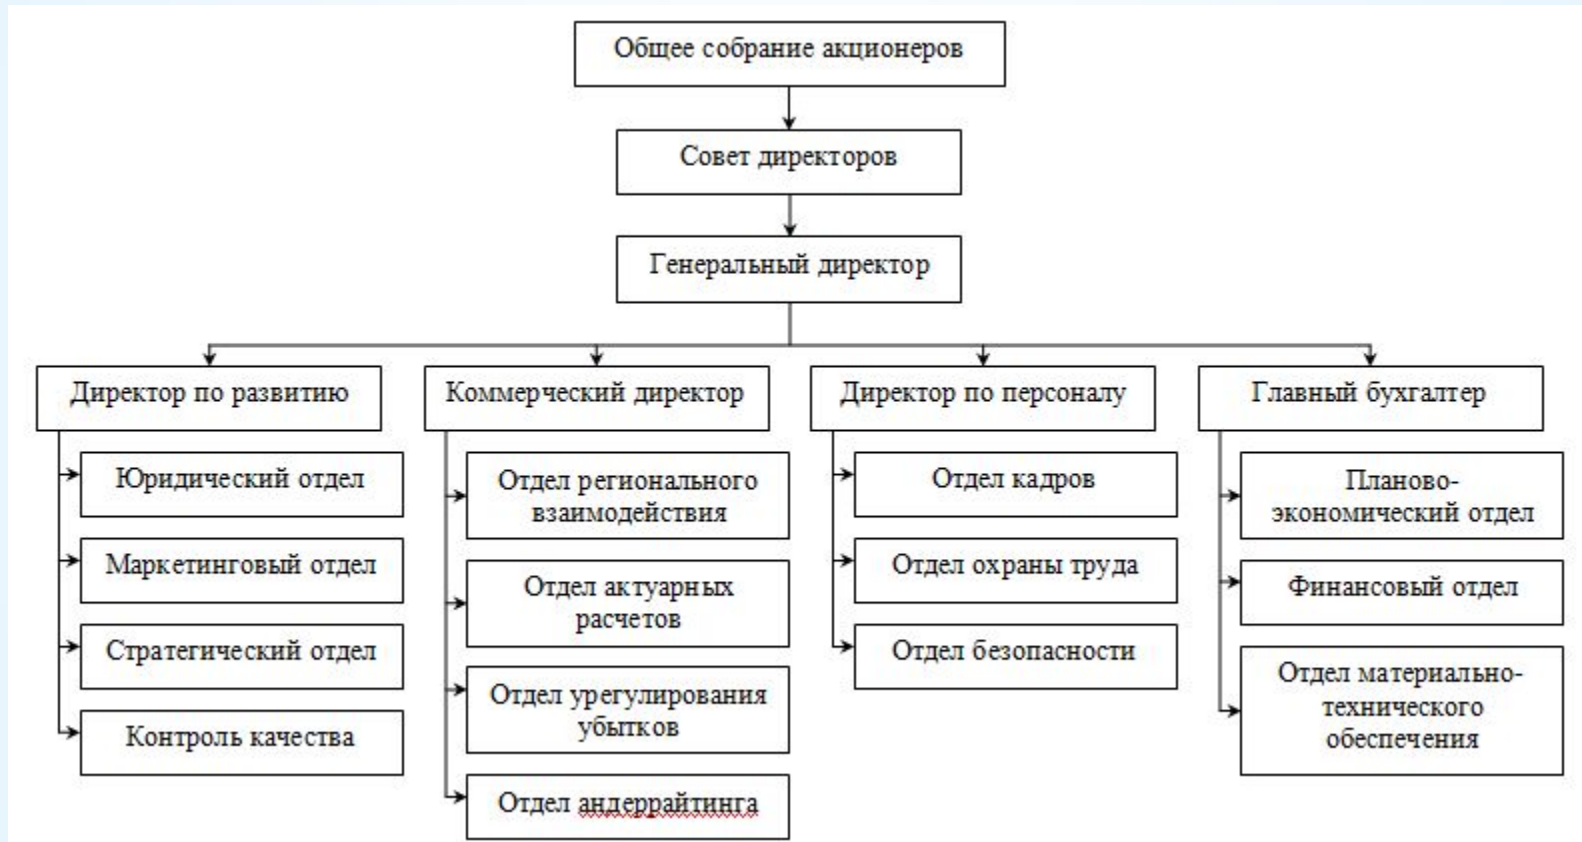 Общее собрание акционеров
Совет директоров
Генеральный директор
Директор по развитию
Юридический отдел
Маркетинговый отдел
Стратегический отдел
Контроль качества
Коммерческий директор
Отдел регионального
взаимодействия
Отдел актуарных
расчетов
Отдел урегулирования
убытков
Отдел андеррайтинга
Директор по персоналу
Отдел кадров
Отдел охраны труда
Отдел безопасности
Главный бухгалтер
Планово-
экономический отдел
Финансовый отдел
Отдел материально-
технического
обеспечения